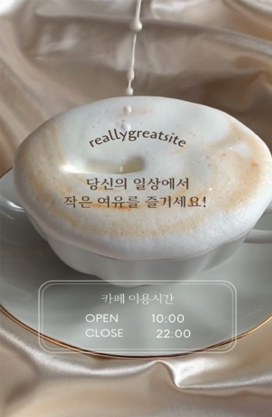 reallygreatsite
당신의 일상에서
작은 여유를 즐기세요!
카페 이용시간
OPEN 10:00
CLOSE 22:00